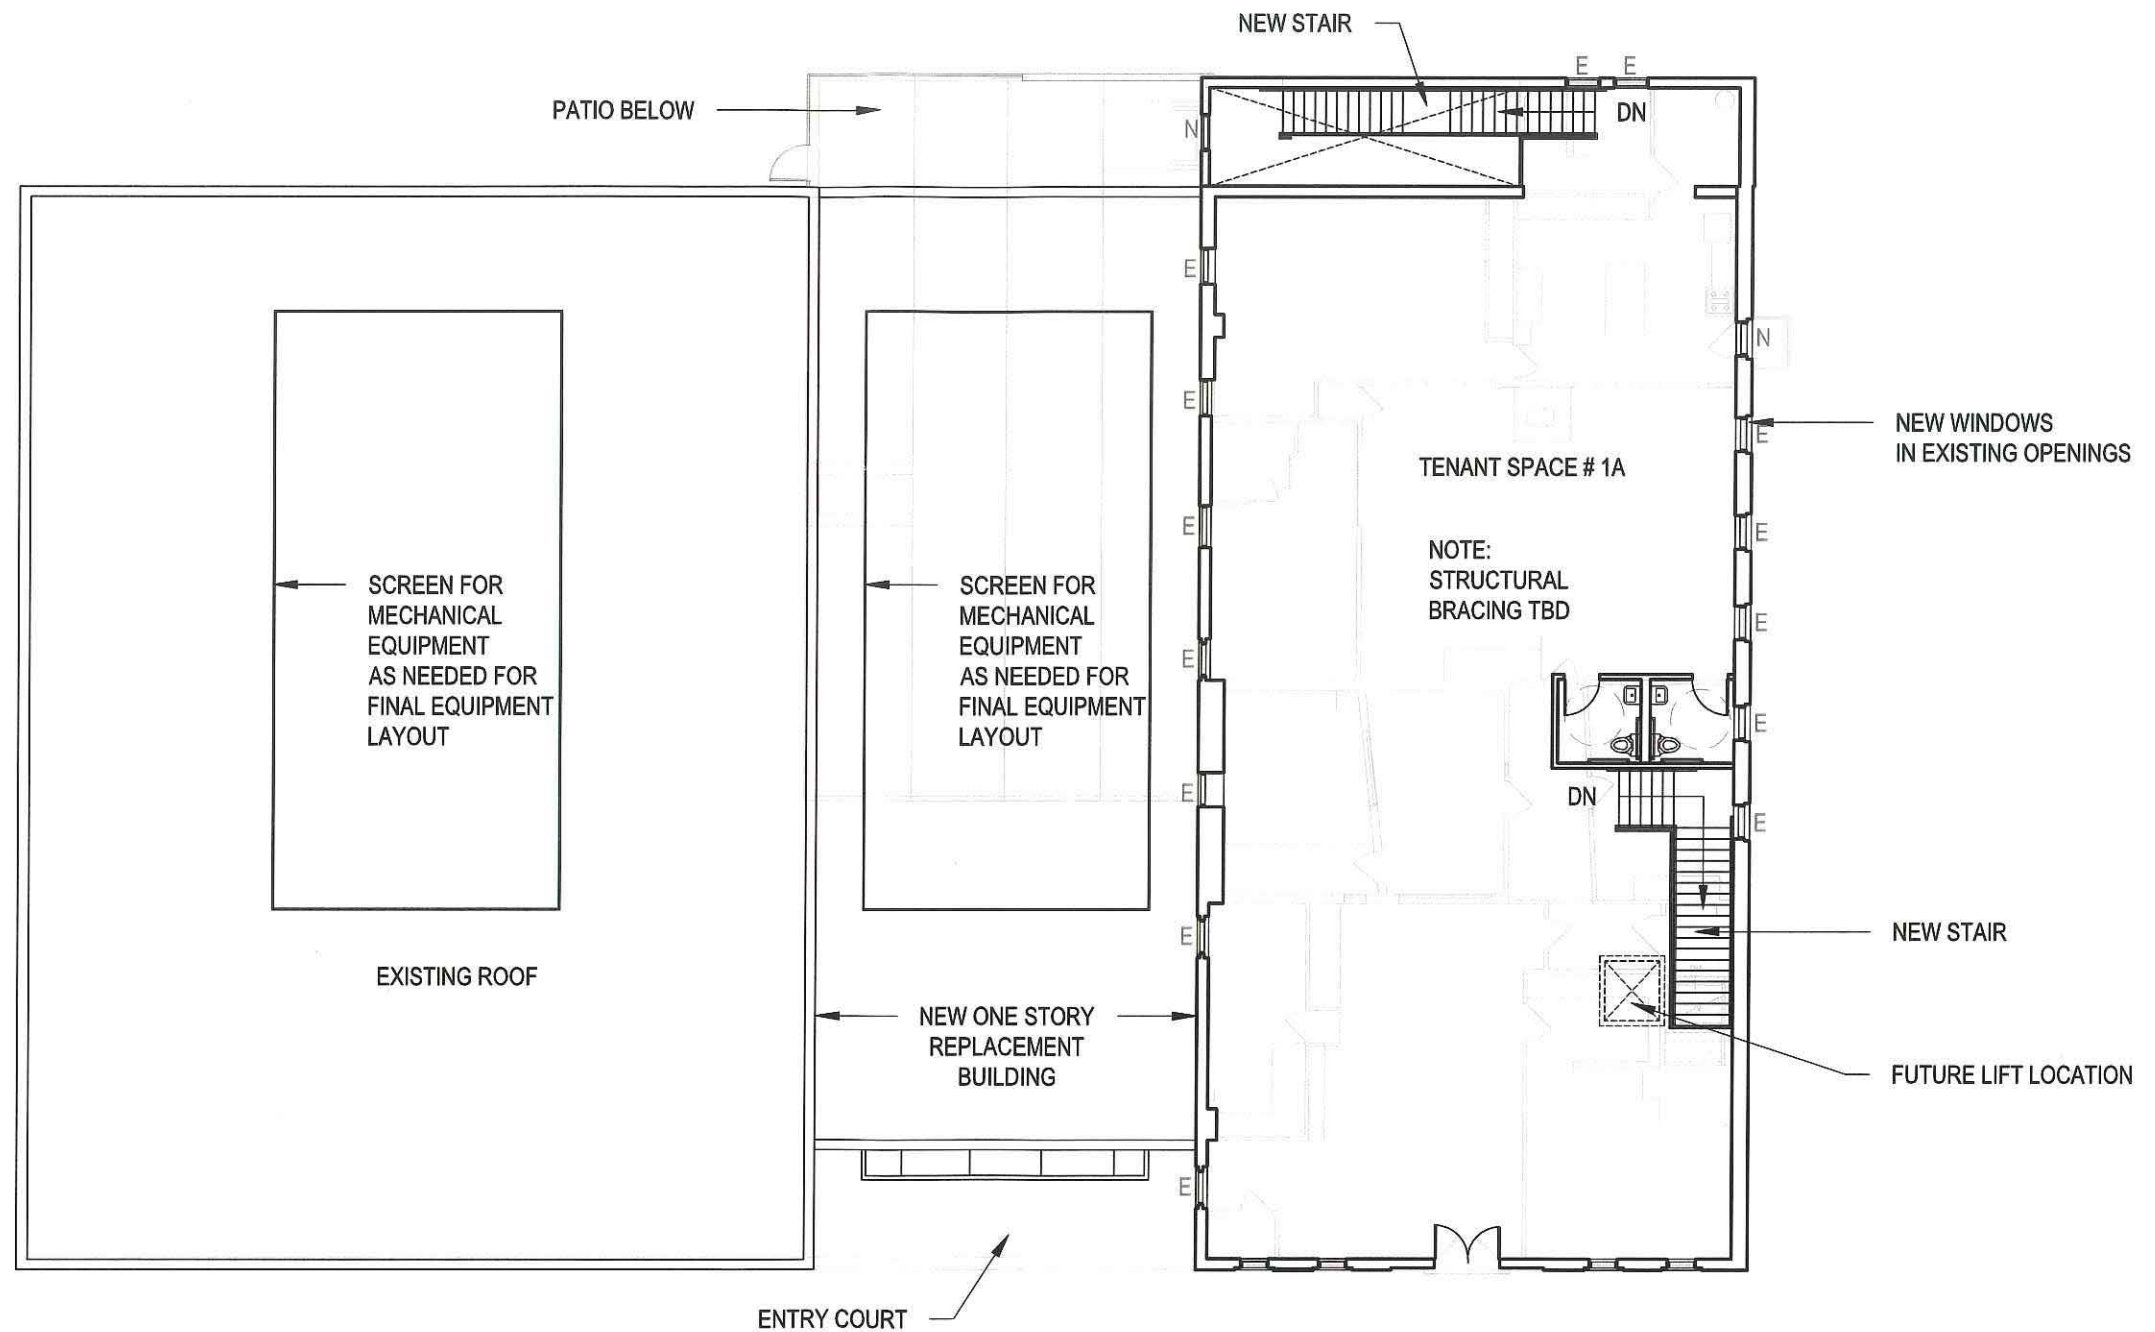 NEW STAIR
E E
PATIO BELOW
DN
N
E
N
E
NEW WINDOWS
IN EXISTING OPENINGS
E
TENANT SPACE # 1A
E
E
NOTE:
STRUCTURAL
BRACING TBD
SCREEN FOR
MECHANICAL
EQUIPMENT
AS NEEDED FOR
FINAL EQUIPMENT
LAYOUT
SCREEN FOR
MECHANICAL
EQUIPMENT
AS NEEDED FOR
FINAL EQUIPMENT
LAYOUT
E
E
E
E
DN
E
E
NEW STAIR
EXISTING ROOF
NEW ONE STORY
REPLACEMENT
BUILDING
FUTURE LIFT LOCATION
E
ENTRY COURT